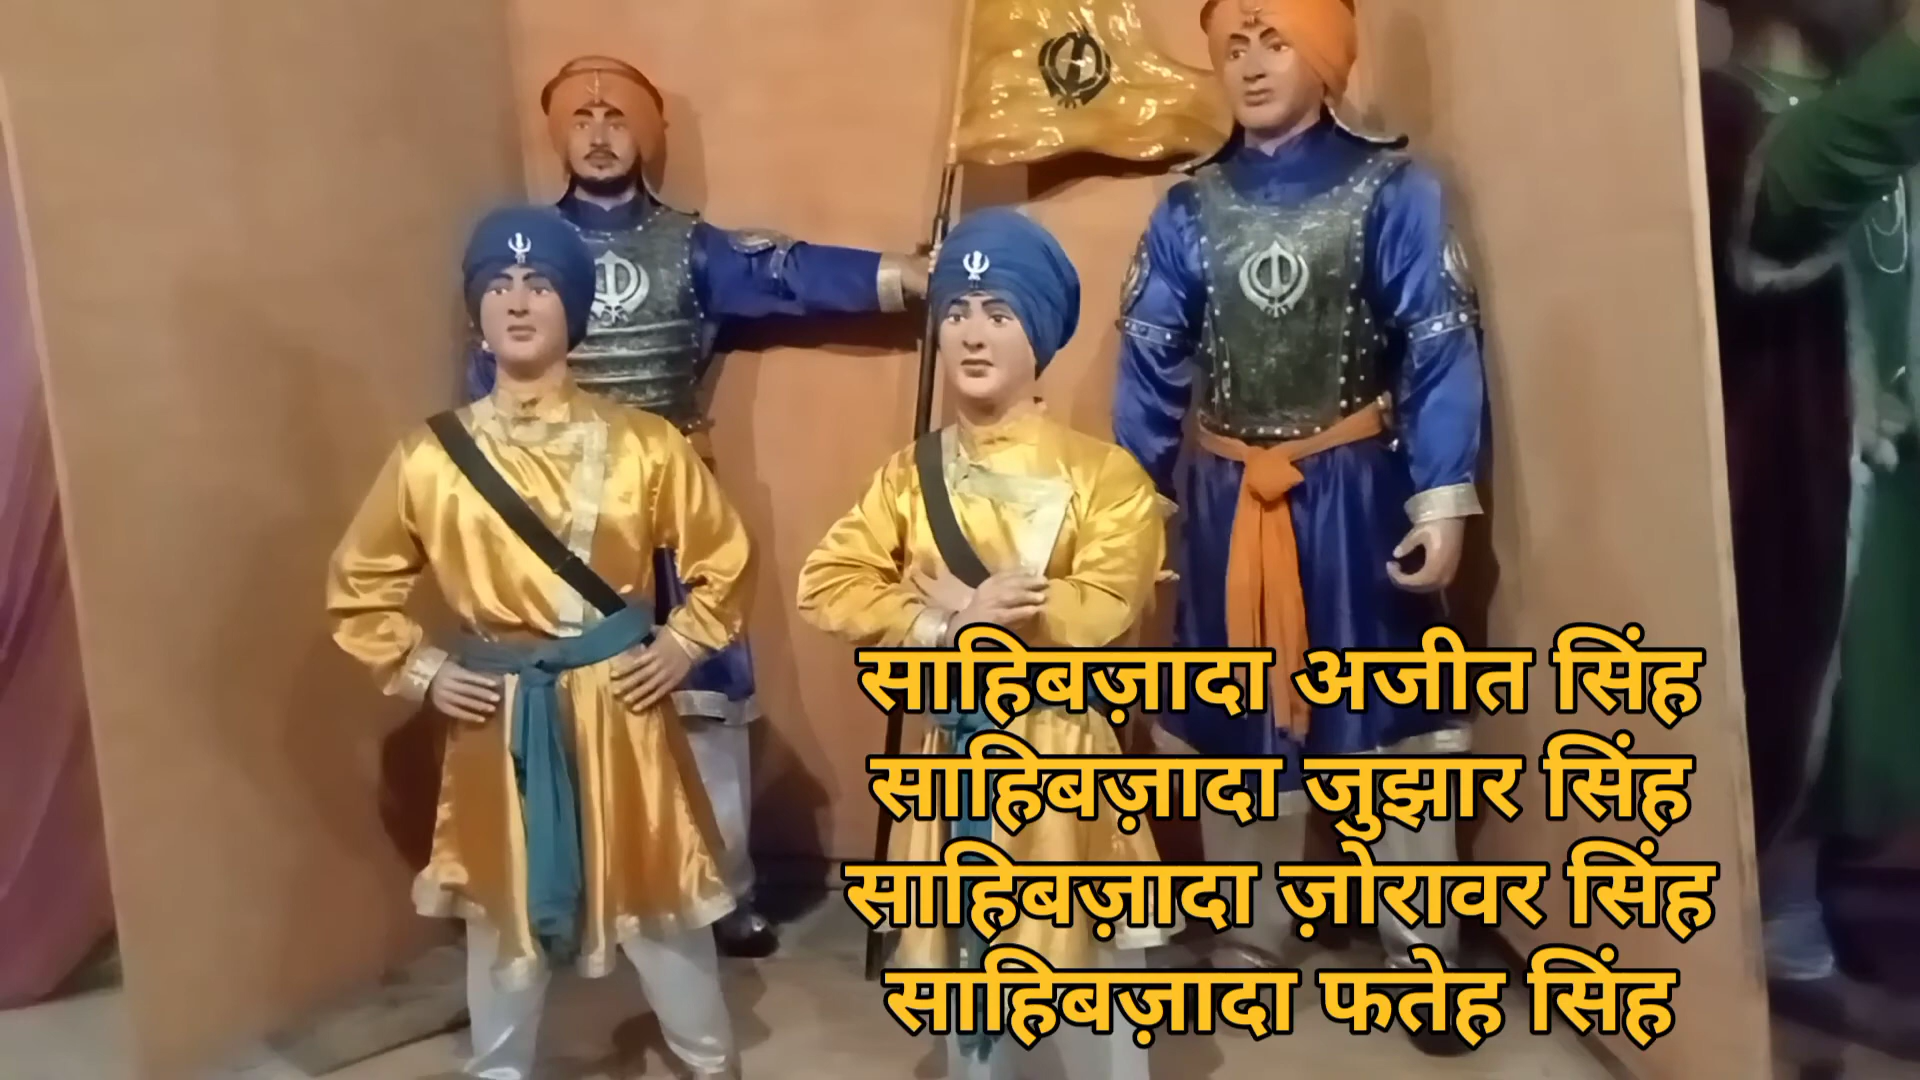 साहिबज़ादा अजीत सिंह
साहिबज़ादा जुझार सिंह
साहिबज़ादा ज़ोरावर सिंह
साहिबज़ादा फतेह सिंह